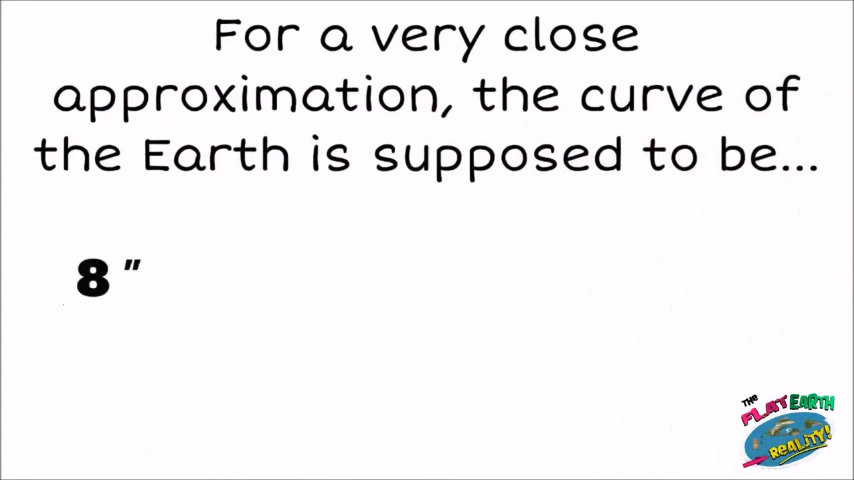 For a very close
approximation, the curve of
the Earth is supposed to be...
8 "
THE
FLAT EARTH
REALITY!